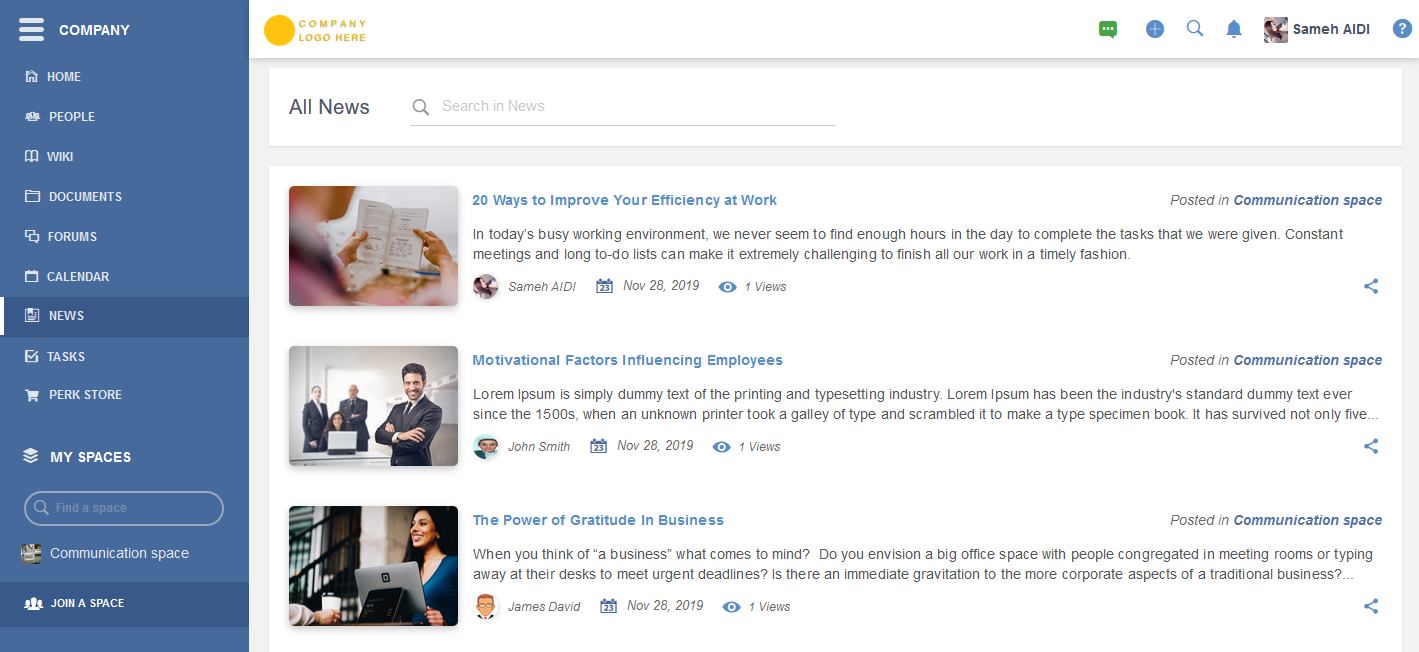 COMPANY
COMPANY
LOGO HERE
Sameh AIDI
?
HOME
PEOPLE
WIKI
DOCUMENTS
FORUMS
CALENDAR
NEWS
TASKS
PERK STORE
MY SPACES
Find a space
Communication space
JOIN A SPACE
All News
Search in News
20 Ways to Improve Your Efficiency at Work
Posted in Communication space
In today’s busy working environment, we never seem to find enough hours in the day to complete the tasks that we were given. Constant
meetings and long to-do lists can make it extremely challenging to finish all our work in a timely fashion.
Sameh AIDI
23
Nov 28, 2019
1 Views
Motivational Factors Influencing Employees
Posted in Communication space
Lorem Ipsum is simply dummy text of the printing and typesetting industry. Lorem Ipsum has been the industry's standard dummy text ever
since the 1500s, when an unknown printer took a galley of type and scrambled it to make a type specimen book. It has survived not only five...
John Smith
23
Nov 28, 2019
1 Views
The Power of Gratitude In Business
Posted in Communication space
When you think of “a business” what comes to mind?  Do you envision a big office space with people congregated in meeting rooms or typing
away at their desks to meet urgent deadlines? Is there an immediate gravitation to the more corporate aspects of a traditional business?...
James David
23
Nov 28, 2019
1 Views